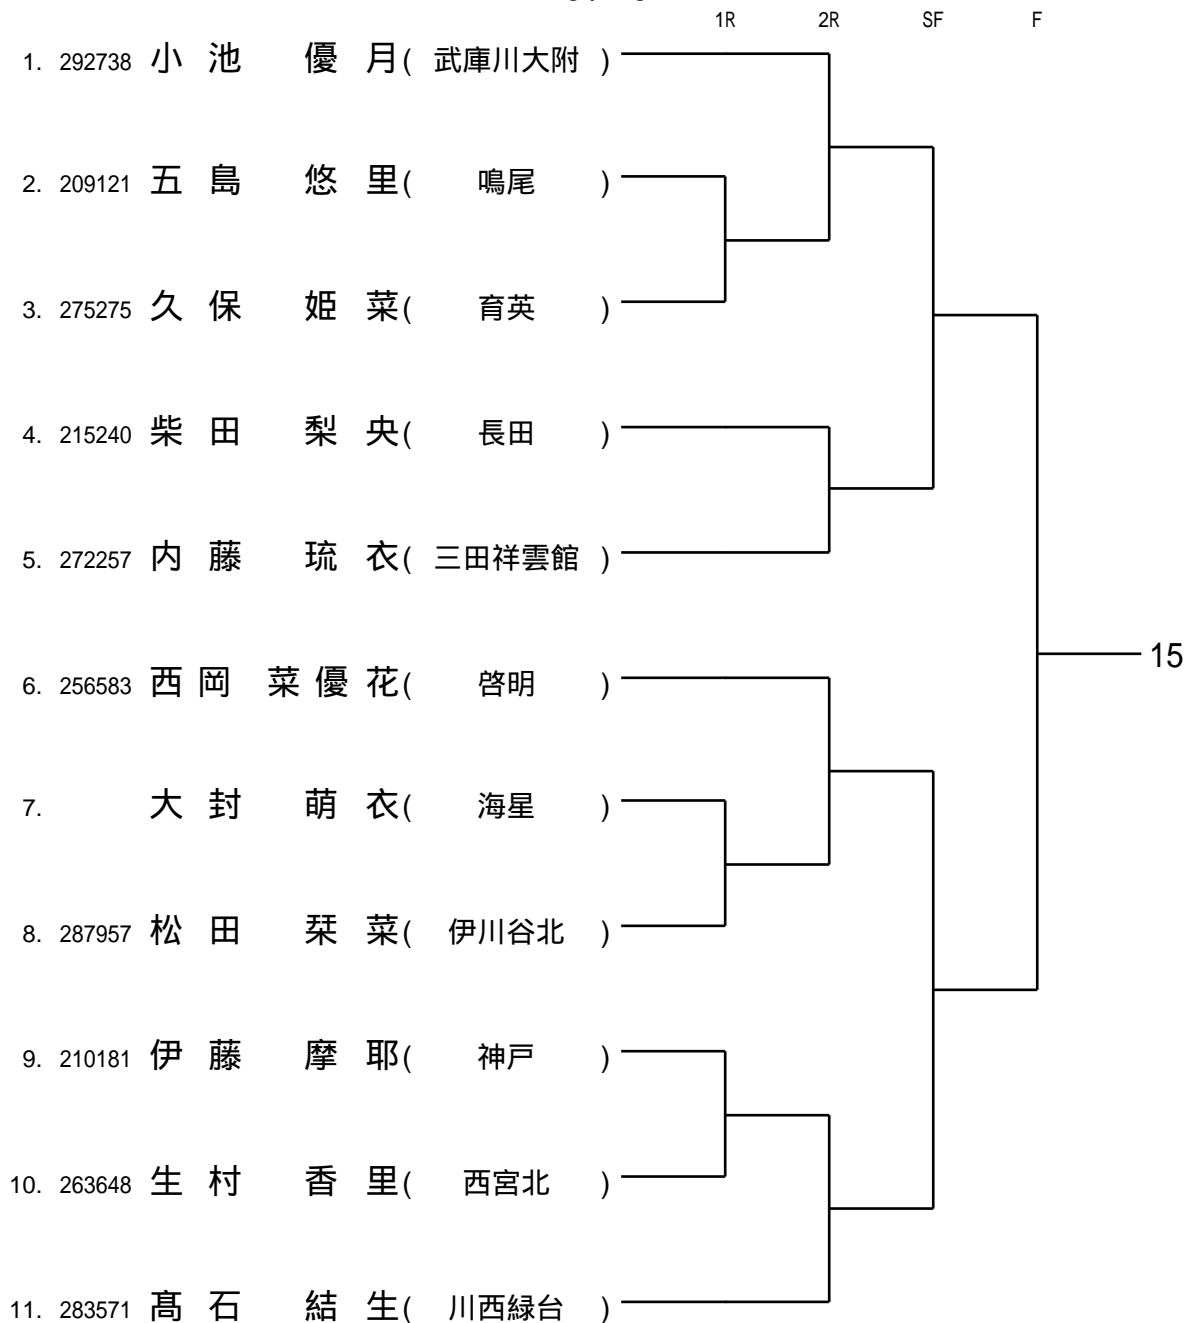 1R 2R SF F
1. 292738 小池 優月( 武庫川大附 )
2. 209121 五島 悠里( 鳴尾 )
3. 275275 久保 姫菜( 育英 )
4. 215240 柴田 梨央( 長田 )
5. 272257 内藤 琉衣( 三田祥雲館 )
15
6. 256583 西岡 菜優花( 啓明 )
7. 大封 萌衣( 海星 )
8. 287957 松田 栞菜( 伊川谷北 )
9. 210181 伊藤 摩耶( 神戸 )
10. 263648 生村 香里( 西宮北 )
11. 283571 髙石 結生( 川西緑台 )